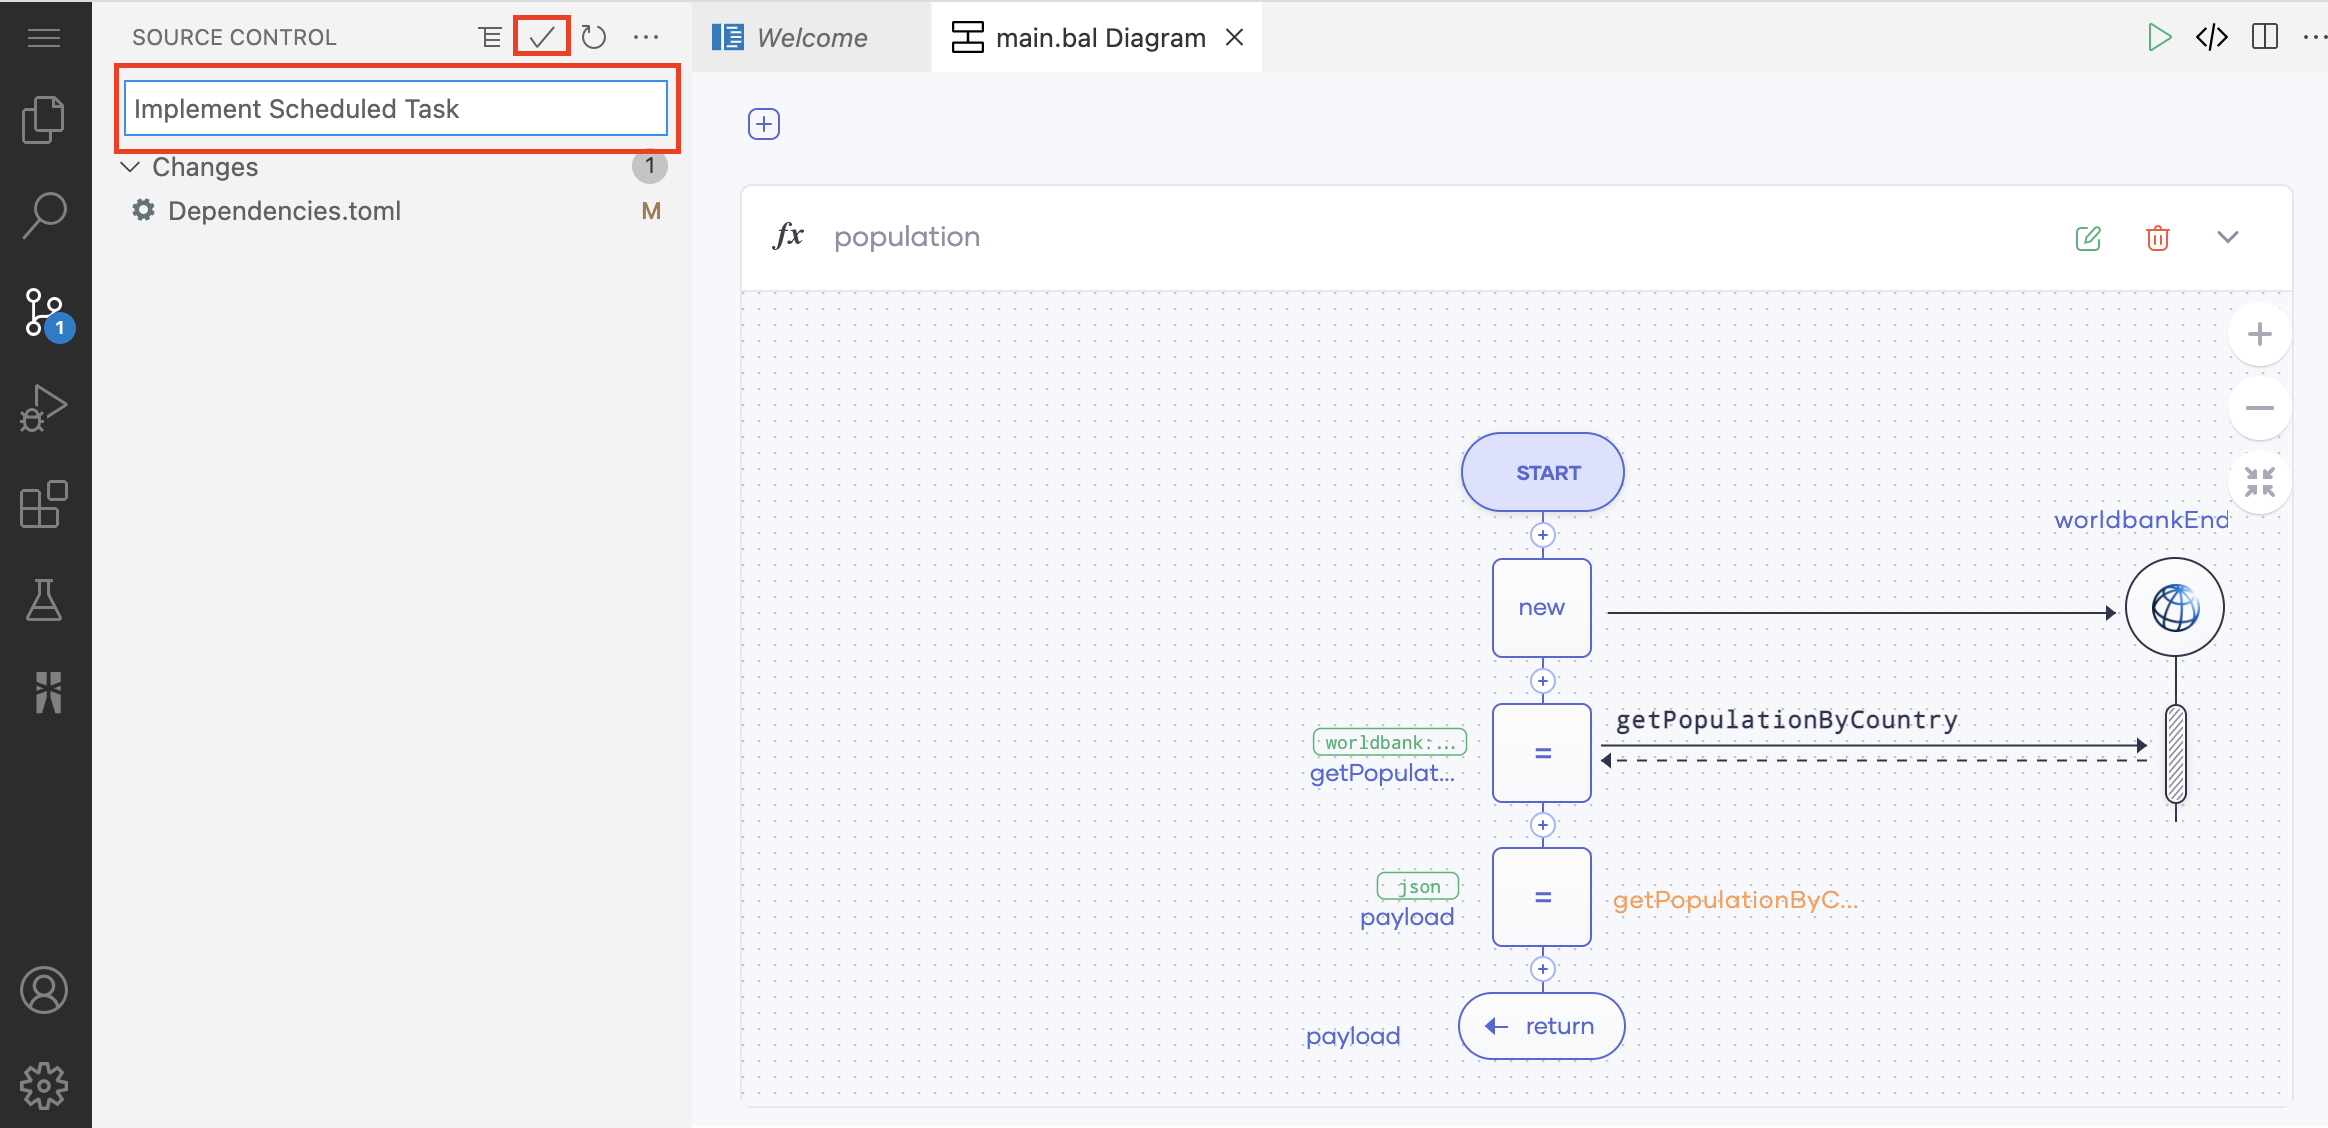 SOURCE CONTROL
Implement Scheduled Task
Changes 1
Dependencies.toml M
1
Welcome
main.bal Diagram
fx population
START
worldbankEnd
new
getPopulationByCountry
worldbank:...
getPopulat...
=
json
payload
=
getPopulationByC...
payload
return